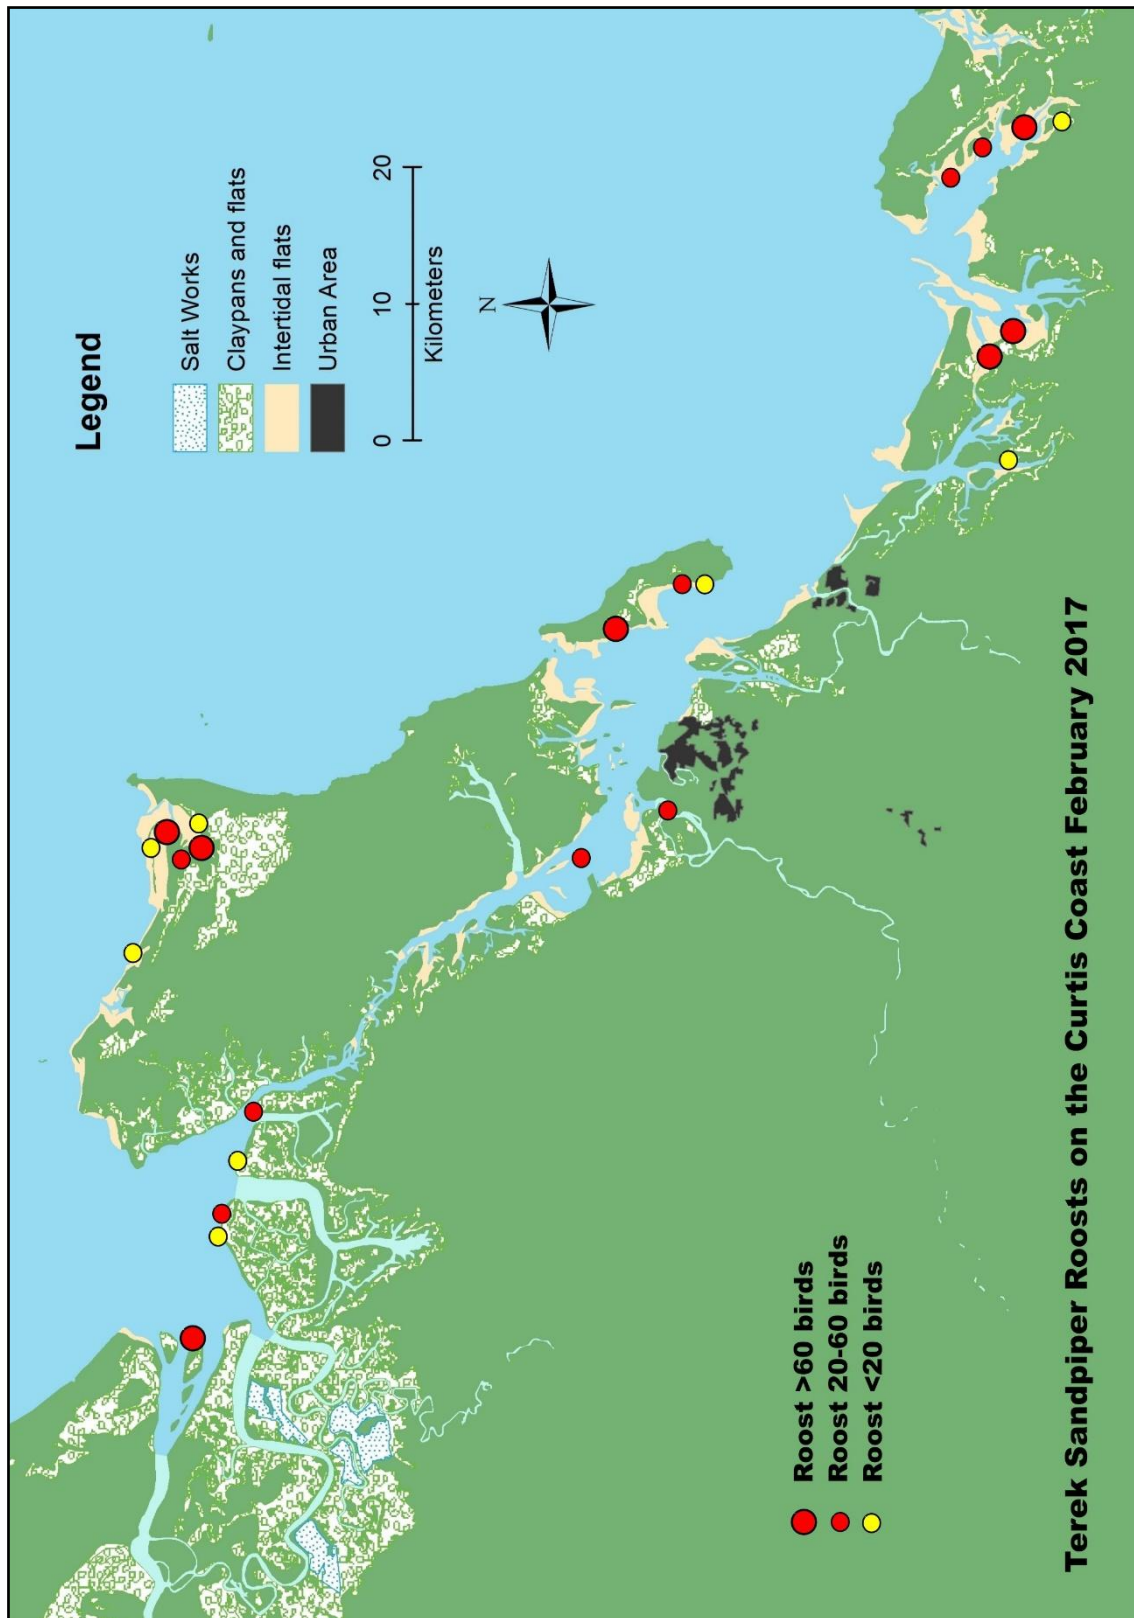 Legend
Salt Works
Claypans and flats
Intertidal flats
Urban Area
0 10 20
Kilometers
N
Roost >60 birds
Roost 20-60 birds
Roost <20 birds
Terek Sandpiper Roosts on the Curtis Coast February 2017